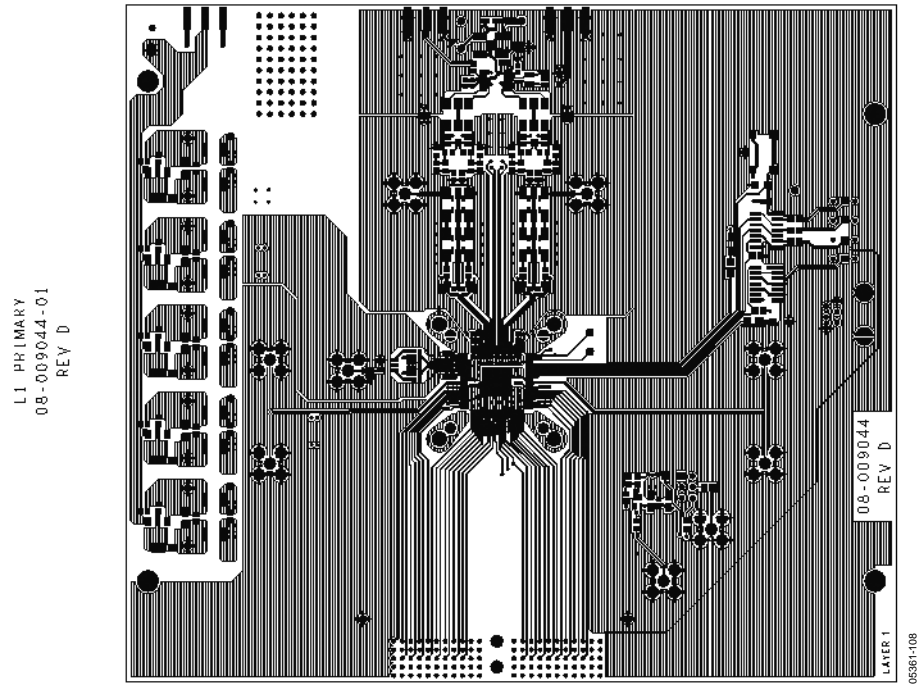 L1 PRIMARY
08-009044-01
REV D
08-009044
REV D
LAYER 1
05361-108